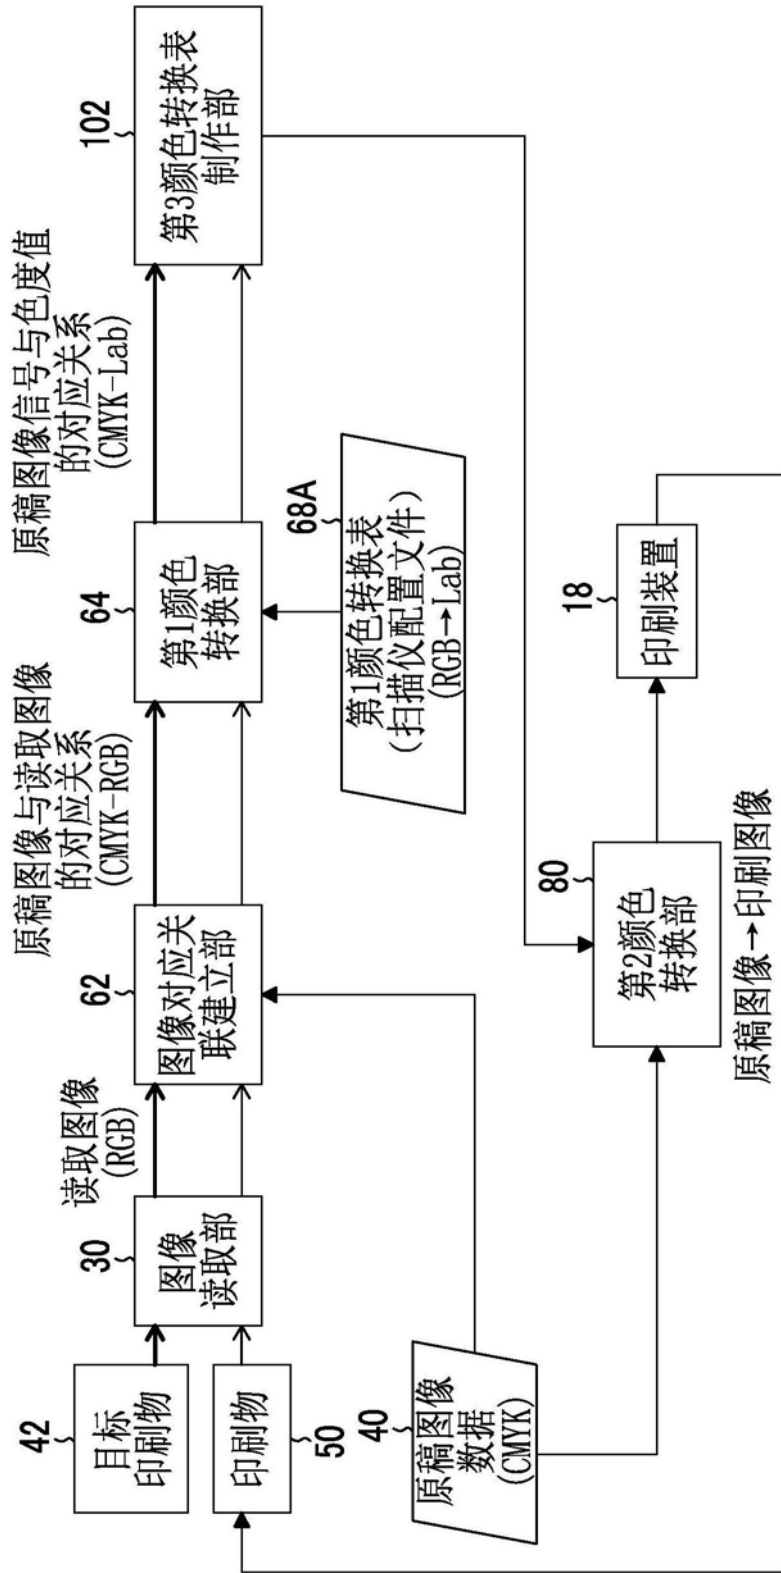 42
目标
印刷物
印刷物
50
30
图像
读取部
读取图像
(RGB)
62
图像对应关
联建立部
原稿图像与读取图像
的对应关系
(CMYK-RGB)
64
第1颜色
转换部
原稿图像信号与色度值
的对应关系
(CMYK-Lab)
102
第3颜色转换表
制作部
68A
第1颜色转换表
(扫描仪配置文件)
(RGB→Lab)
40
原稿图像
数据
(CMYK)
80
第2颜色
转换部
原稿图像→印刷图像
18
印刷装置